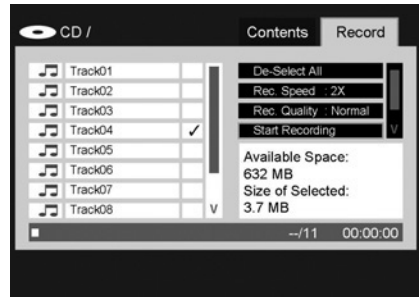 CD /
Contents
Record
Track01
Track02
Track03
Track04 ✓
Track05
Track06
Track07
Track08
V
De-Select All
Rec. Speed : 2X
Rec. Quality : Normal
Start Recording
V
Available Space:
632 MB
Size of Selected:
3.7 MB
--/11 00:00:00